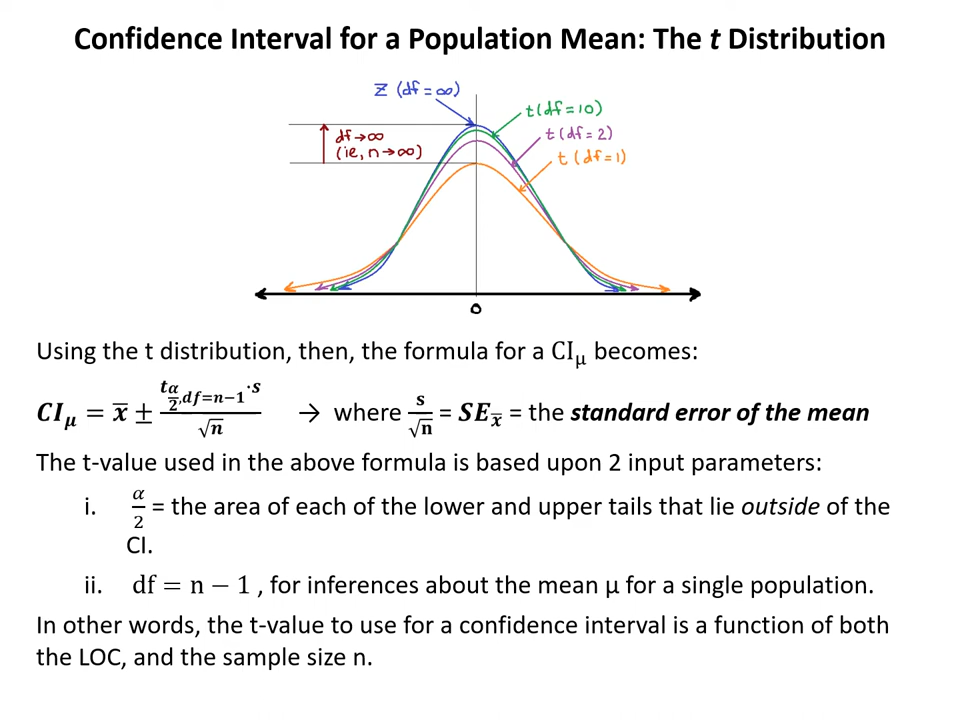 Confidence Interval for a Population Mean: The t Distribution
Z (df = ∞)
t(df=10)
df→∞
(ie, n→∞)
t(df=2)
t(df=1)
0
Using the t distribution, then, the formula for a CI_μ becomes:
CI_μ = x̄ ± (t_{α/2, df=n−1} · s)/√n → where s/√n = SE_x̄ = the standard error of the mean
The t-value used in the above formula is based upon 2 input parameters:
i. α/2 = the area of each of the lower and upper tails that lie outside of the
CI.
ii. df = n − 1 , for inferences about the mean μ for a single population.
In other words, the t-value to use for a confidence interval is a function of both
the LOC, and the sample size n.